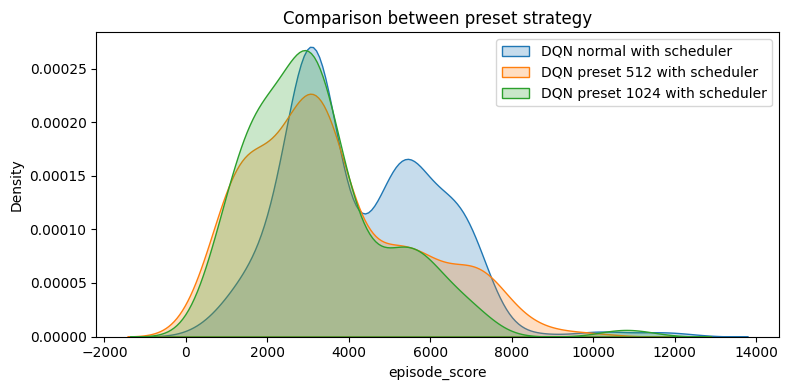 Comparison between preset strategy
DQN normal with scheduler
DQN preset 512 with scheduler
DQN preset 1024 with scheduler
0.00025
0.00020
0.00015
0.00010
0.00005
0.00000
Density
−2000 0 2000 4000 6000 8000 10000 12000 14000
episode_score